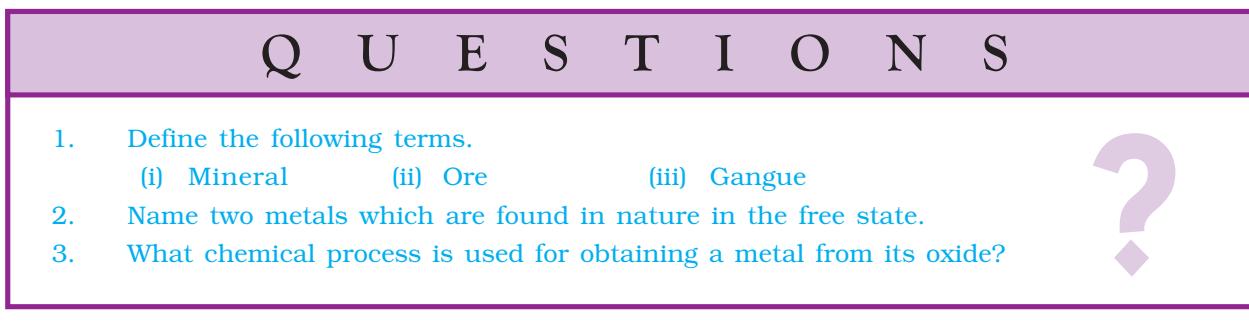 QUESTIONS
1. Define the following terms.
(i) Mineral (ii) Ore (iii) Gangue
2. Name two metals which are found in nature in the free state.
3. What chemical process is used for obtaining a metal from its oxide?
?